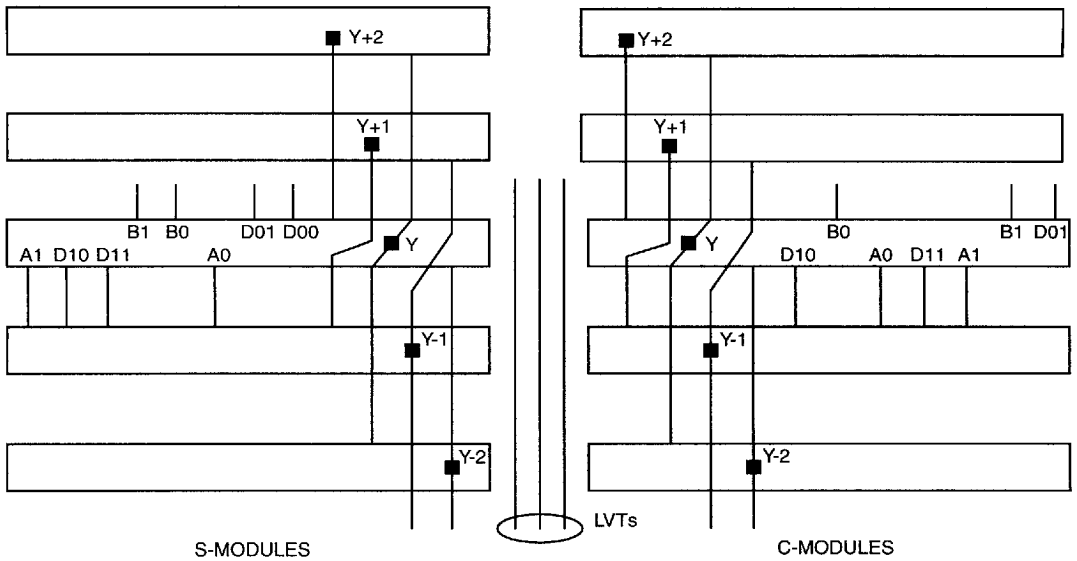 Y+2 Y+2
Y+1 Y+1
B1 B0 D01 D00 B0 B1 D01
Y Y
A1 D10 D11 A0 D10 A0 D11 A1
Y-1 Y-1
Y-2 Y-2
LVTs
S-MODULES C-MODULES